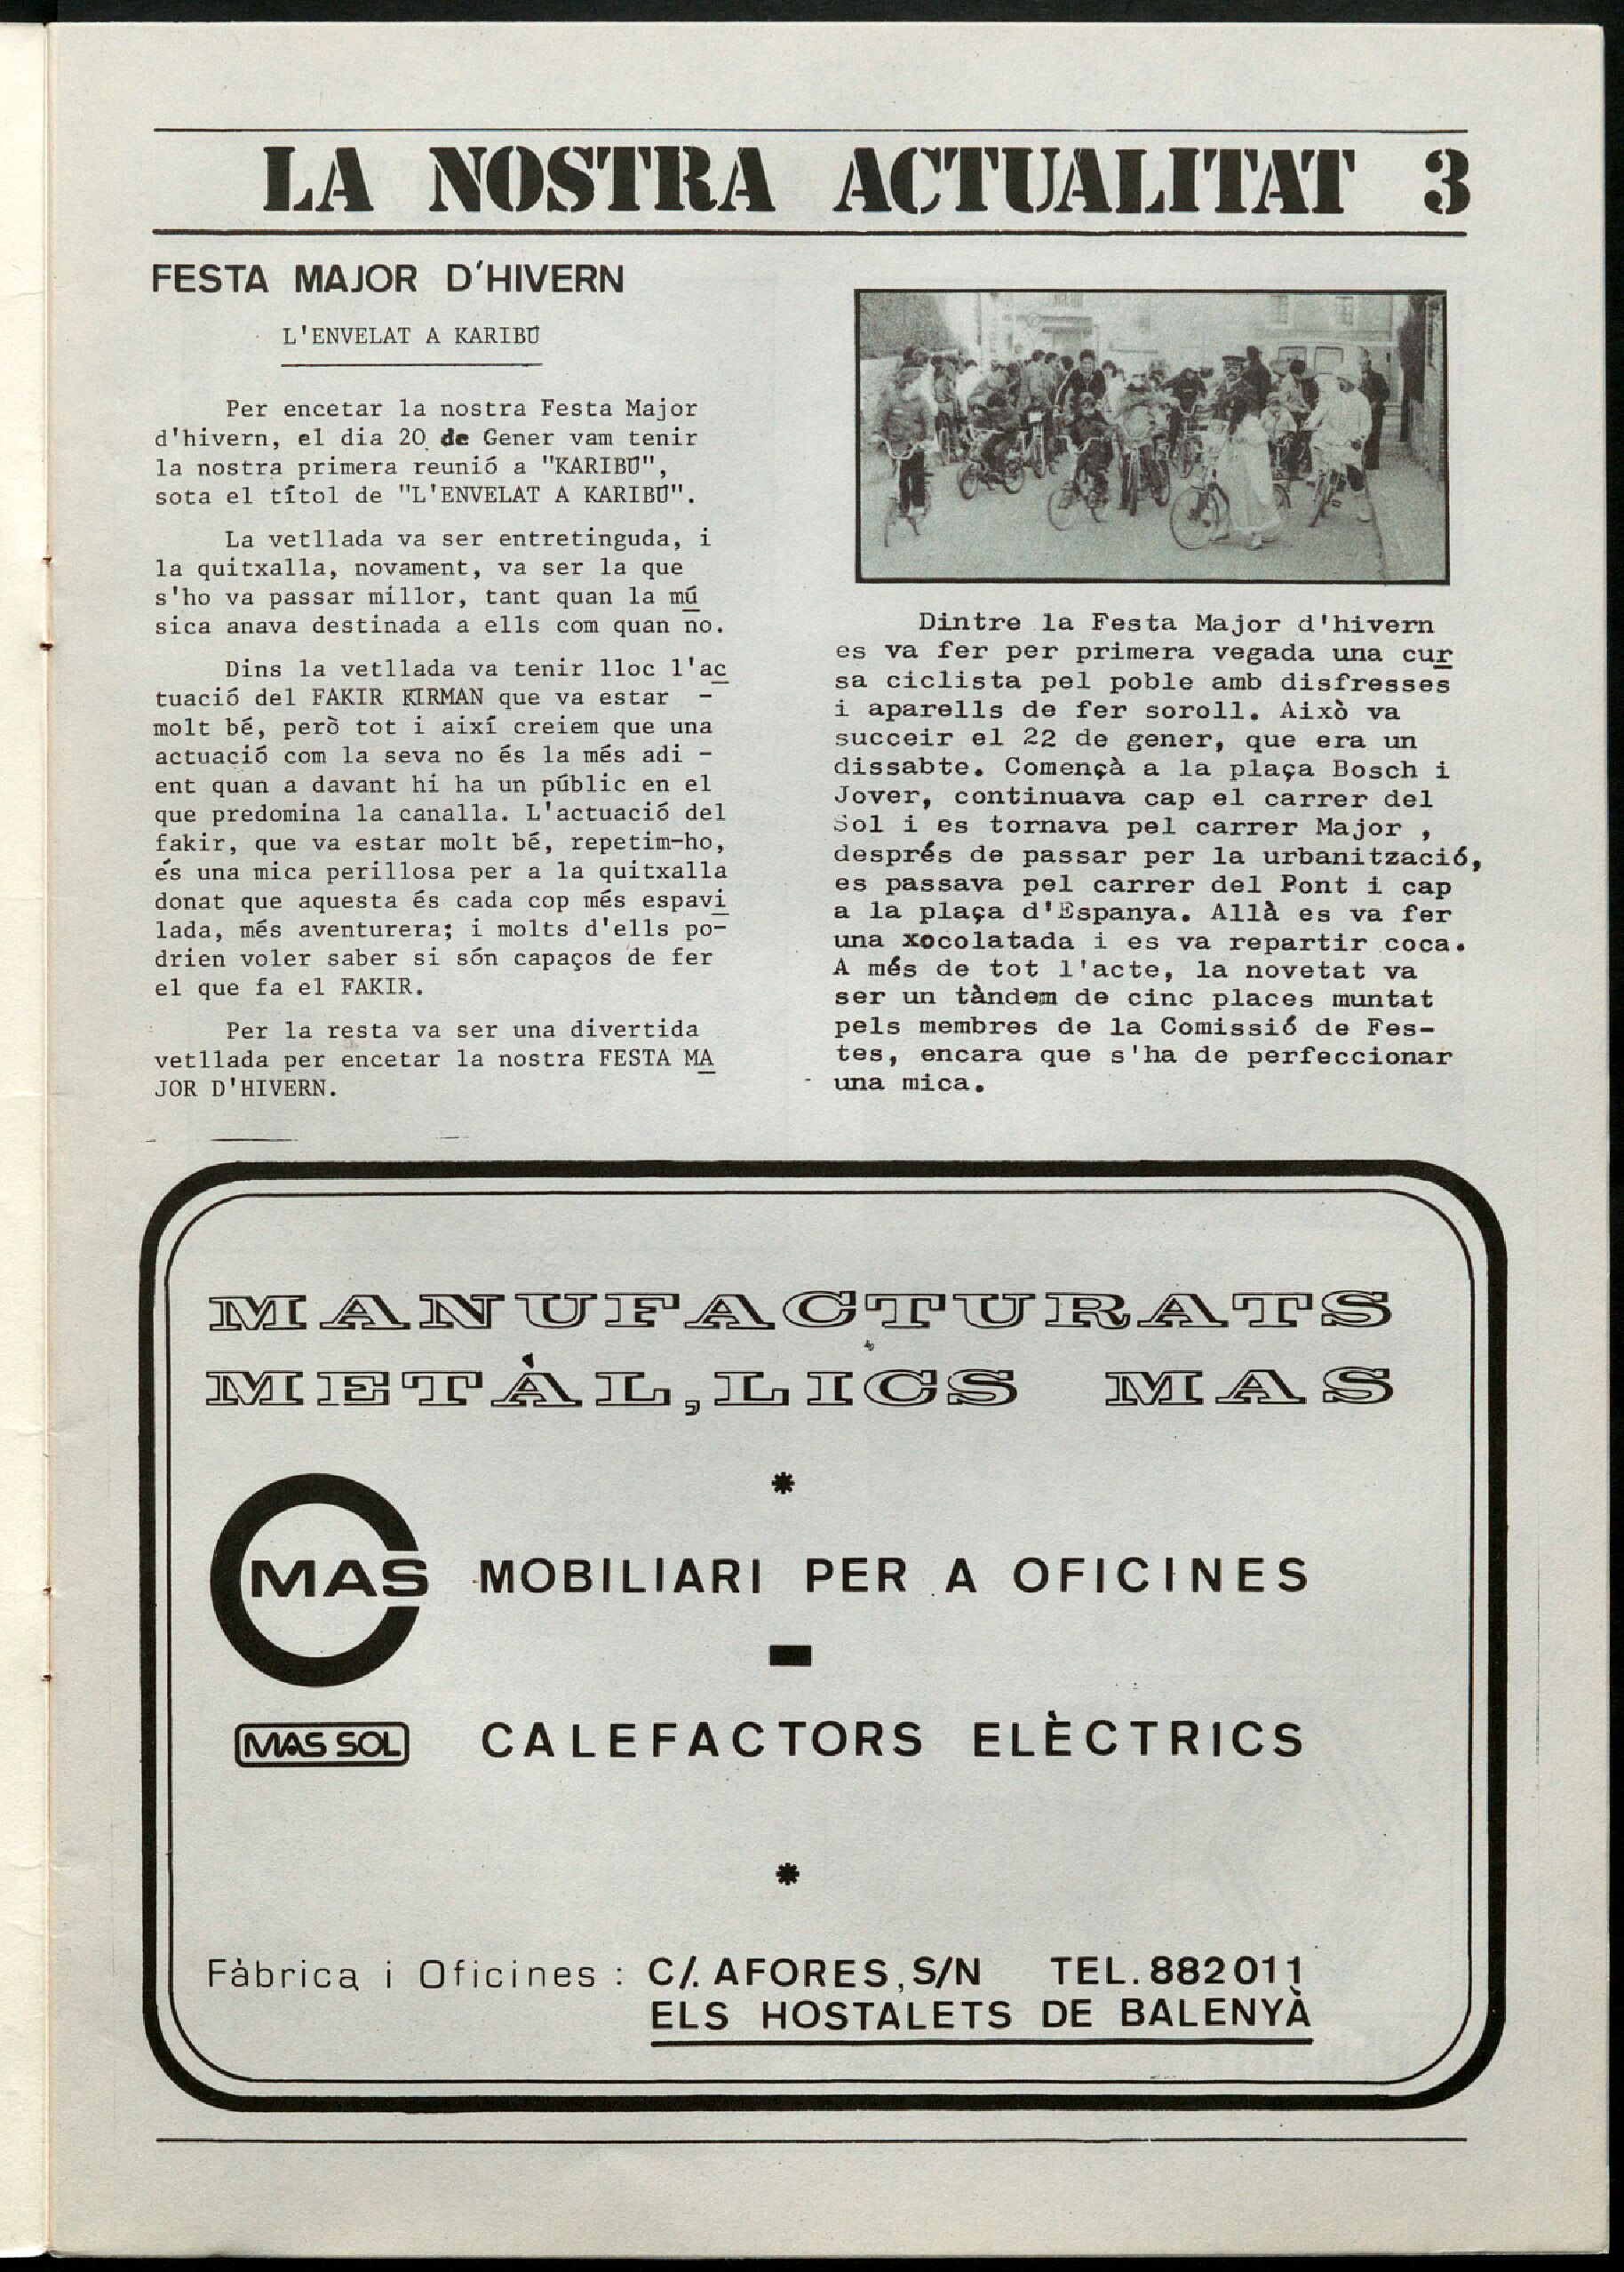 LA NOSTRA ACTUALITAT 3
FESTA MAJOR D'HIVERN
L'ENVELAT A KARIBÚ
Per encetar la nostra Festa Major
d'hivern, el dia 20 de Gener vam tenir
la nostra primera reunió a "KARIBÚ",
sota el títol de "L'ENVELAT A KARIBÚ".
La vetllada va ser entretinguda, i
la quitxalla, novament, va ser la que
s'ho va passar millor, tant quan la mú
sica anava destinada a ells com quan no.
Dins la vetllada va tenir lloc l'ac
tuació del FAKIR KIRMAN que va estar -
molt bé, però tot i així creiem que una
actuació com la seva no és la més adi -
ent quan a davant hi ha un públic en el
que predomina la canalla. L'actuació del
fakir, que va estar molt bé, repetim-ho,
és una mica perillosa per a la quitxalla
donat que aquesta és cada cop més espavi
lada, més aventurera; i molts d'ells po-
drien voler saber si són capaços de fer
el que fa el FAKIR.
Per la resta va ser una divertida
vetllada per encetar la nostra FESTA MA
JOR D'HIVERN.
Dintre la Festa Major d'hivern
es va fer per primera vegada una cur
sa ciclista pel poble amb disfresses
i aparells de fer soroll. Això va
succeir el 22 de gener, que era un
dissabte. Començà a la plaça Bosch i
Jover, continuava cap el carrer del
Sol i es tornava pel carrer Major ,
després de passar per la urbanització,
es passava pel carrer del Pont i cap
a la plaça d'Espanya. Allà es va fer
una xocolatada i es va repartir coca.
A més de tot l'acte, la novetat va
ser un tàndem de cinc places muntat
pels membres de la Comissió de Fes-
tes, encara que s'ha de perfeccionar
una mica.
MANUFACTURATS
METÀL,LICS MAS
*
MAS MOBILIARI PER A OFICINES
-
MAS SOL CALEFACTORS ELÈCTRICS
*
Fàbrica i Oficines : C/. AFORES, S/N TEL. 882011
ELS HOSTALETS DE BALENYÀ